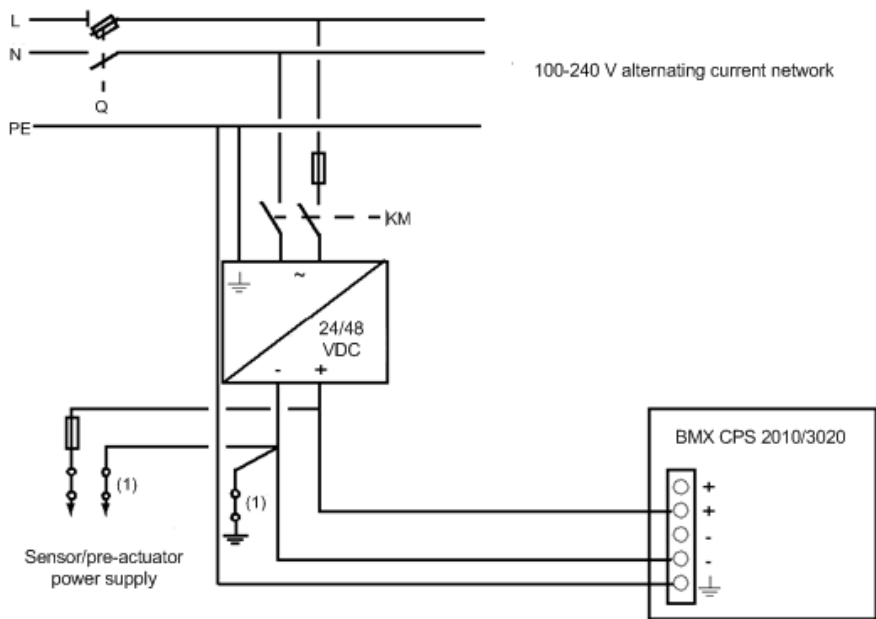 L
N
100-240 V alternating current network
Q
PE
KM
~
24/48
VDC
- +
BMX CPS 2010/3020
+
+
-
-
(1)
(1)
Sensor/pre-actuator
power supply